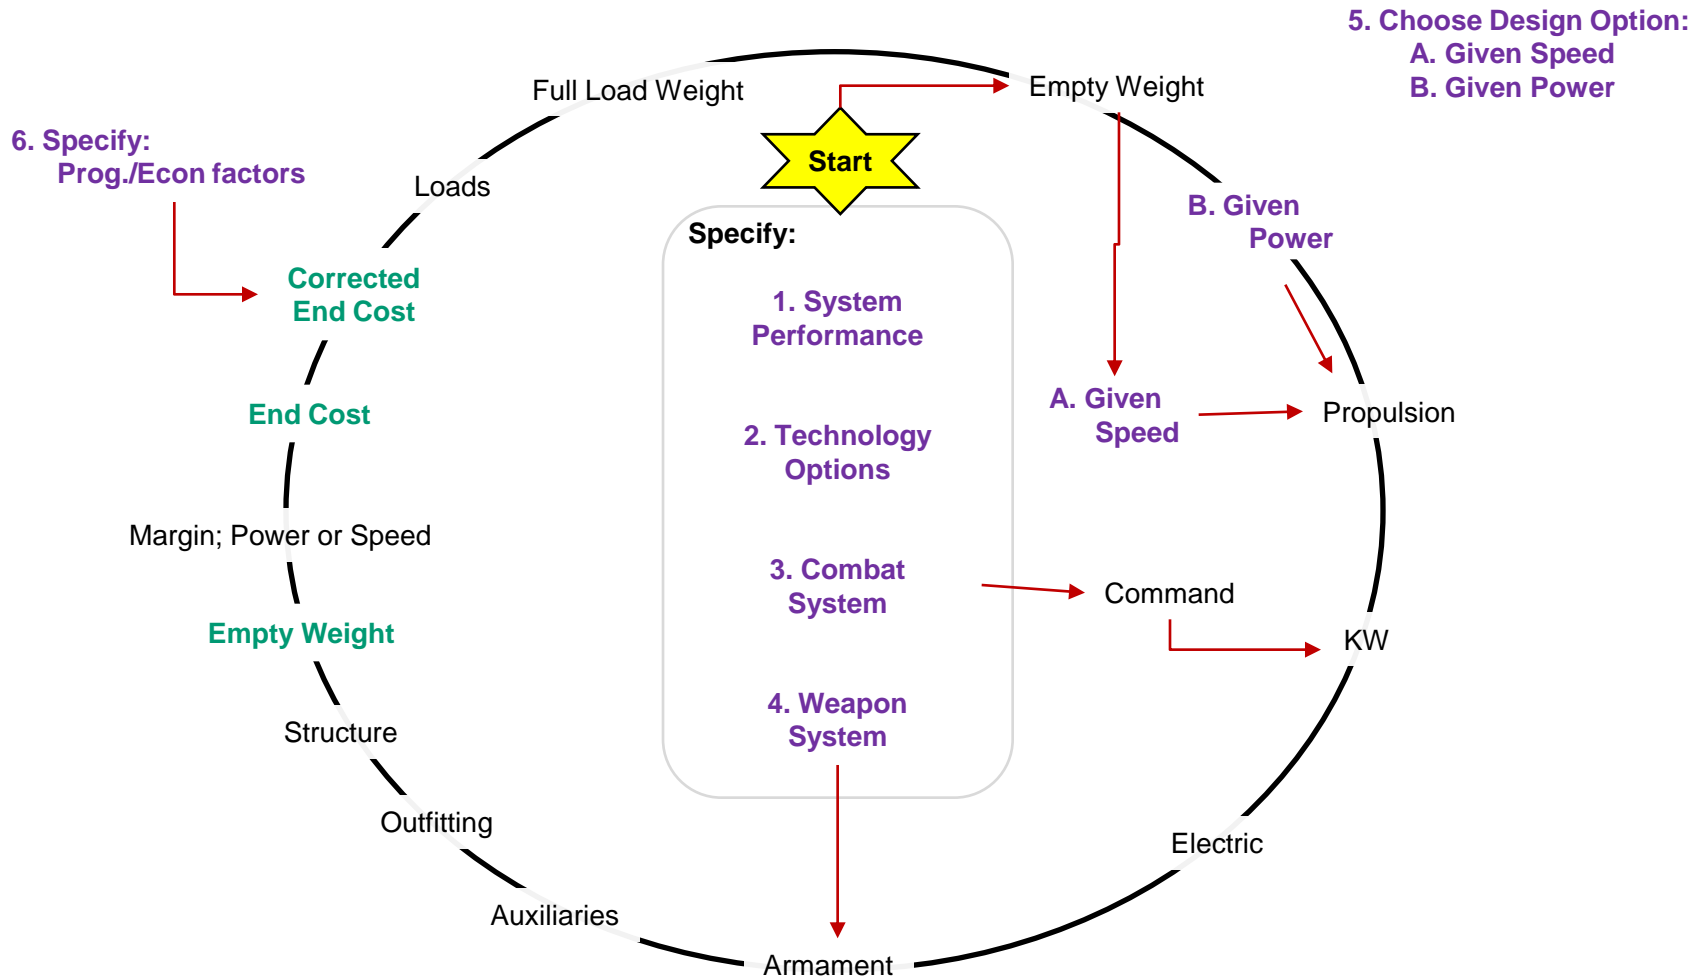 5. Choose Design Option:
A. Given Speed
B. Given Power
Full Load Weight
Empty Weight
6. Specify:
Prog./Econ factors
Start
Loads
B. Given
Power
Specify:
Corrected
End Cost
1. System
Performance
End Cost
A. Given
Speed
Propulsion
2. Technology
Options
Margin; Power or Speed
3. Combat
System
Command
Empty Weight
KW
4. Weapon
System
Structure
Outfitting
Electric
Auxiliaries
Armament